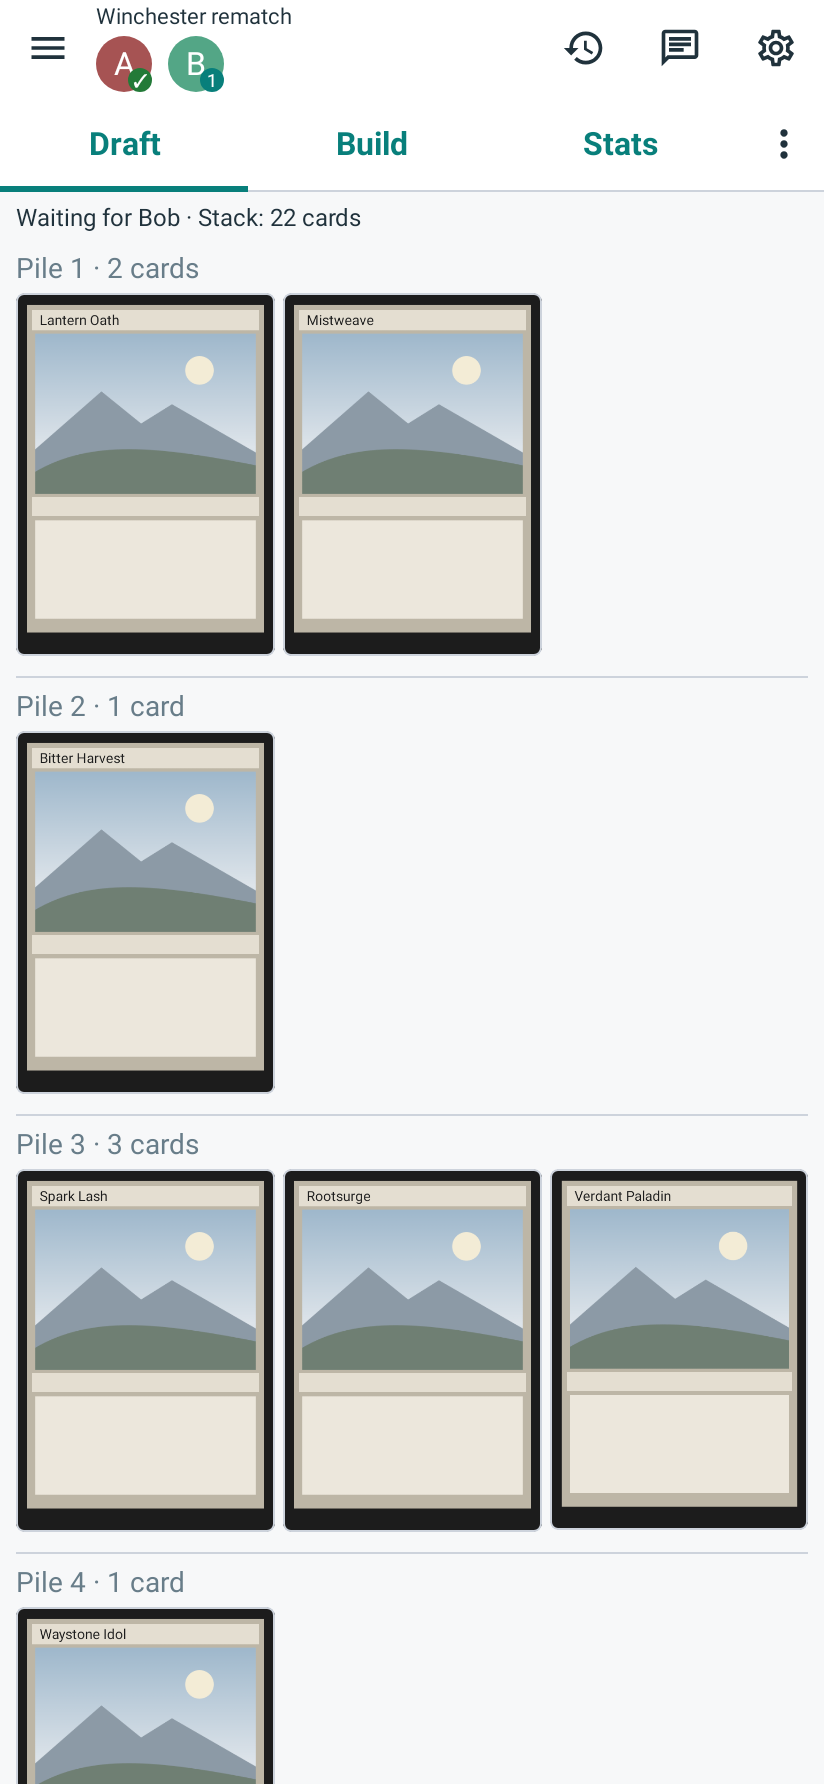 Winchester rematch
A ✓ B 1
Draft Build Stats
Waiting for Bob · Stack: 22 cards
Pile 1 · 2 cards
Lantern Oath Mistweave
Pile 2 · 1 card
Bitter Harvest
Pile 3 · 3 cards
Spark Lash Rootsurge Verdant Paladin
Pile 4 · 1 card
Waystone Idol